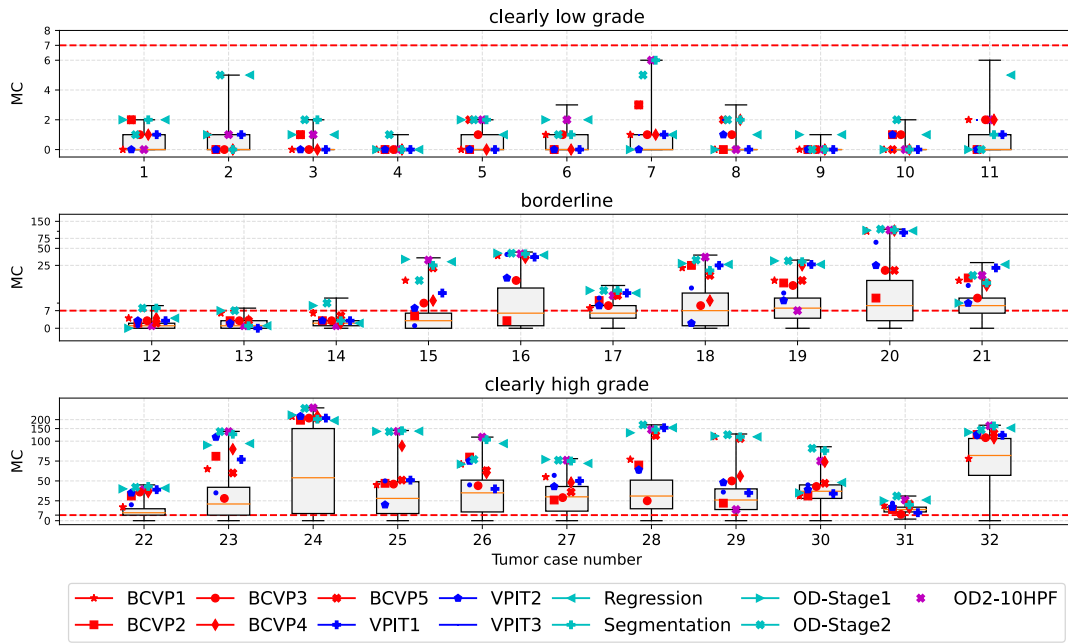 clearly low grade
8
7
6
4
2
0
MC
1 2 3 4 5 6 7 8 9 10 11
borderline
150
75
50
25
7
0
MC
12 13 14 15 16 17 18 19 20 21
clearly high grade
200
150
100
75
50
25
7
0
MC
22 23 24 25 26 27 28 29 30 31 32
Tumor case number
BCVP1 BCVP3 BCVP5 VPIT2 Regression OD-Stage1 OD2-10HPF
BCVP2 BCVP4 VPIT1 VPIT3 Segmentation OD-Stage2